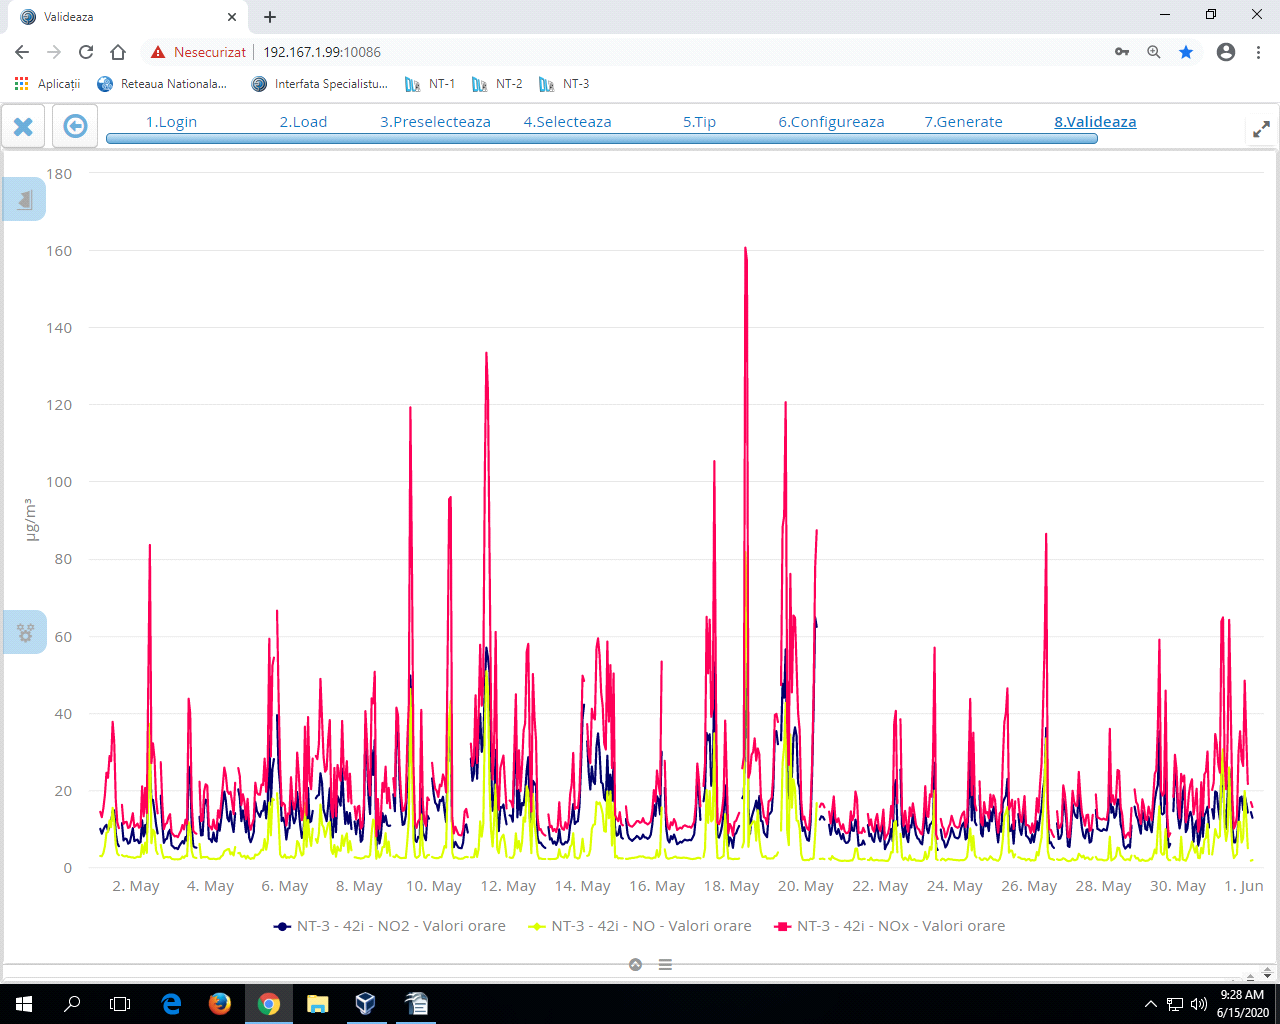 Valideaza
Nesecurizat 192.167.1.99:10086
Aplicații Reteaua Nationala... Interfata Specialistu... NT-1 NT-2 NT-3
1.Login 2.Load 3.Preselecteaza 4.Selecteaza 5.Tip 6.Configureaza 7.Generate 8.Valideaza
180
160
140
120
100
80
60
40
20
0
µg/m³
2. May 4. May 6. May 8. May 10. May 12. May 14. May 16. May 18. May 20. May 22. May 24. May 26. May 28. May 30. May 1. Jun
NT-3 - 42i - NO2 - Valori orare NT-3 - 42i - NO - Valori orare NT-3 - 42i - NOx - Valori orare
9:28 AM
6/15/2020